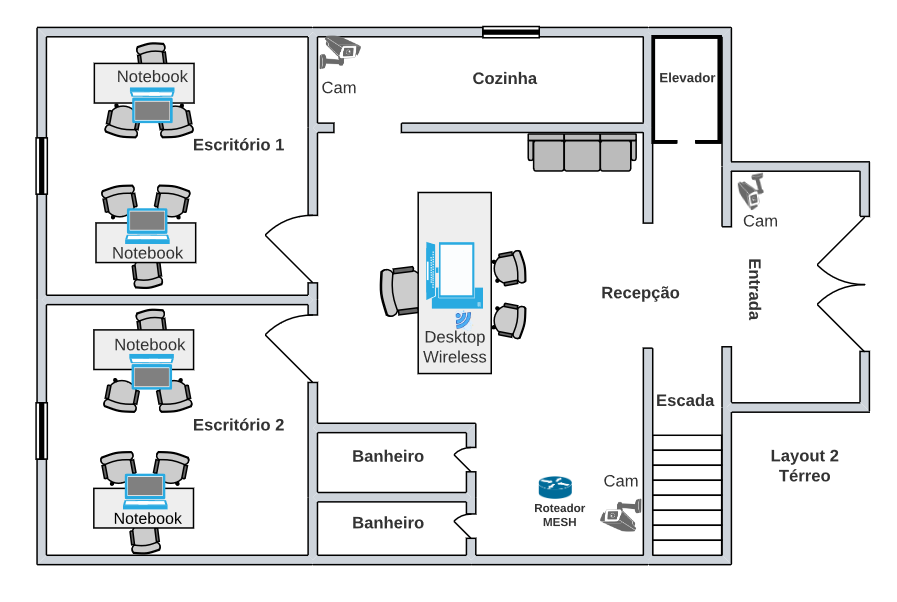 Notebook
Cam
Cozinha
Elevador
Escritório 1
Notebook
Cam
Entrada
Recepção
Desktop
Wireless
Notebook
Escritório 2
Escada
Banheiro
Layout 2
Térreo
Cam
Roteador
MESH
Notebook
Banheiro